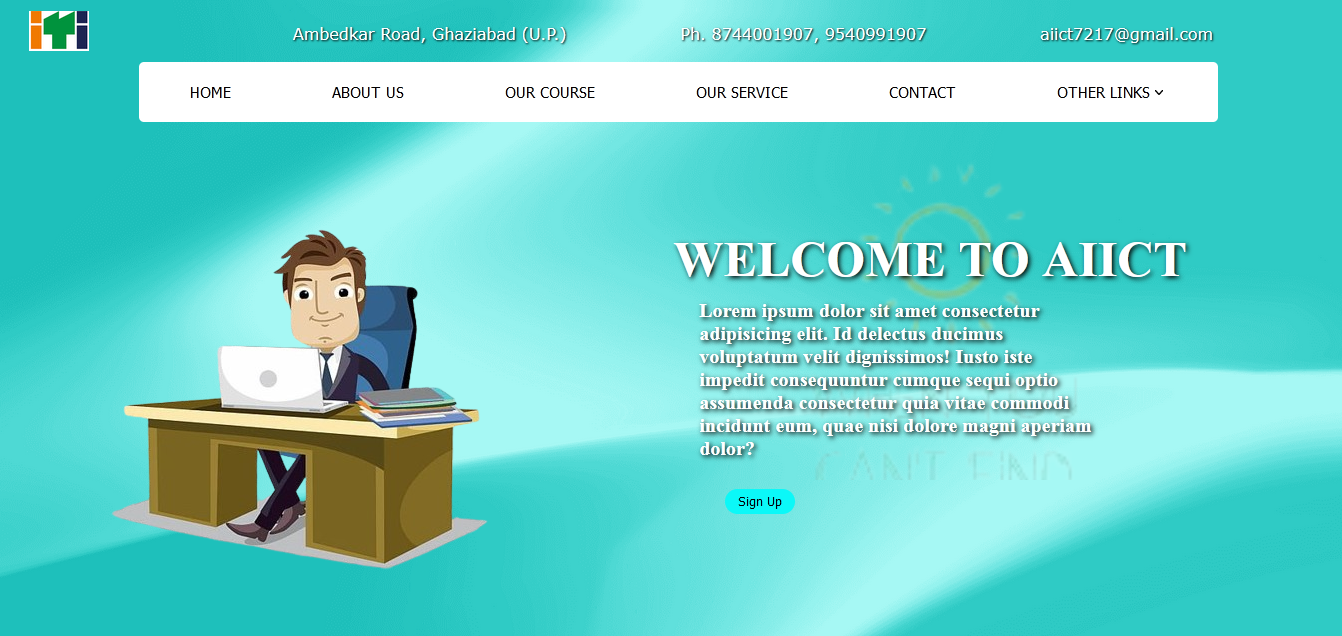 iTi
Ambedkar Road, Ghaziabad (U.P.)
Ph. 8744001907, 9540991907
aiict7217@gmail.com
HOME
ABOUT US
OUR COURSE
OUR SERVICE
CONTACT
OTHER LINKS
WELCOME TO AIICT
Lorem ipsum dolor sit amet consectetur
adipisicing elit. Id delectus ducimus
voluptatum velit dignissimos! Iusto iste
impedit consequuntur cumque sequi optio
assumenda consectetur quia vitae commodi
incidunt eum, quae nisi dolore magni aperiam
dolor?
CAN'T FIND
Sign Up